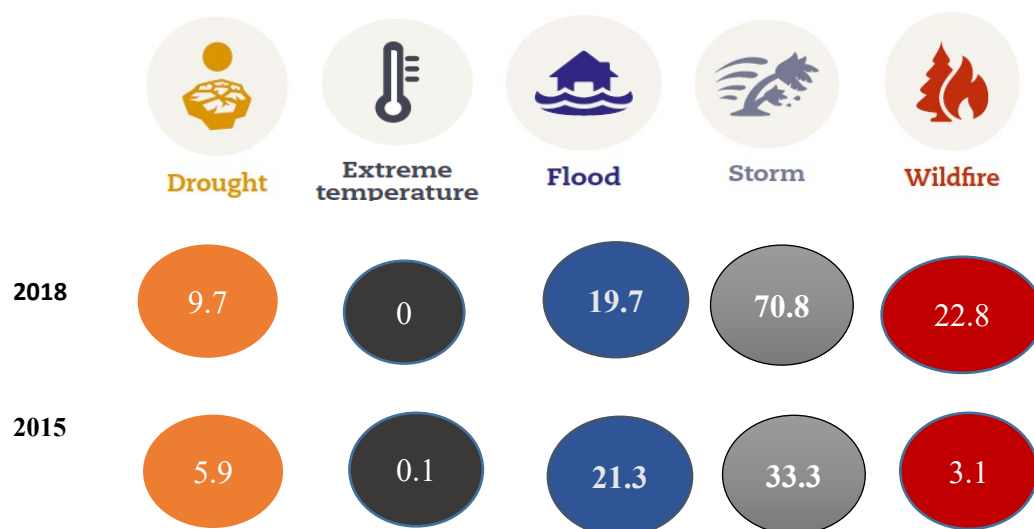 Drought
Extreme
temperature
Flood
Storm
Wildfire
2018
9.7
0
19.7
70.8
22.8
2015
5.9
0.1
21.3
33.3
3.1